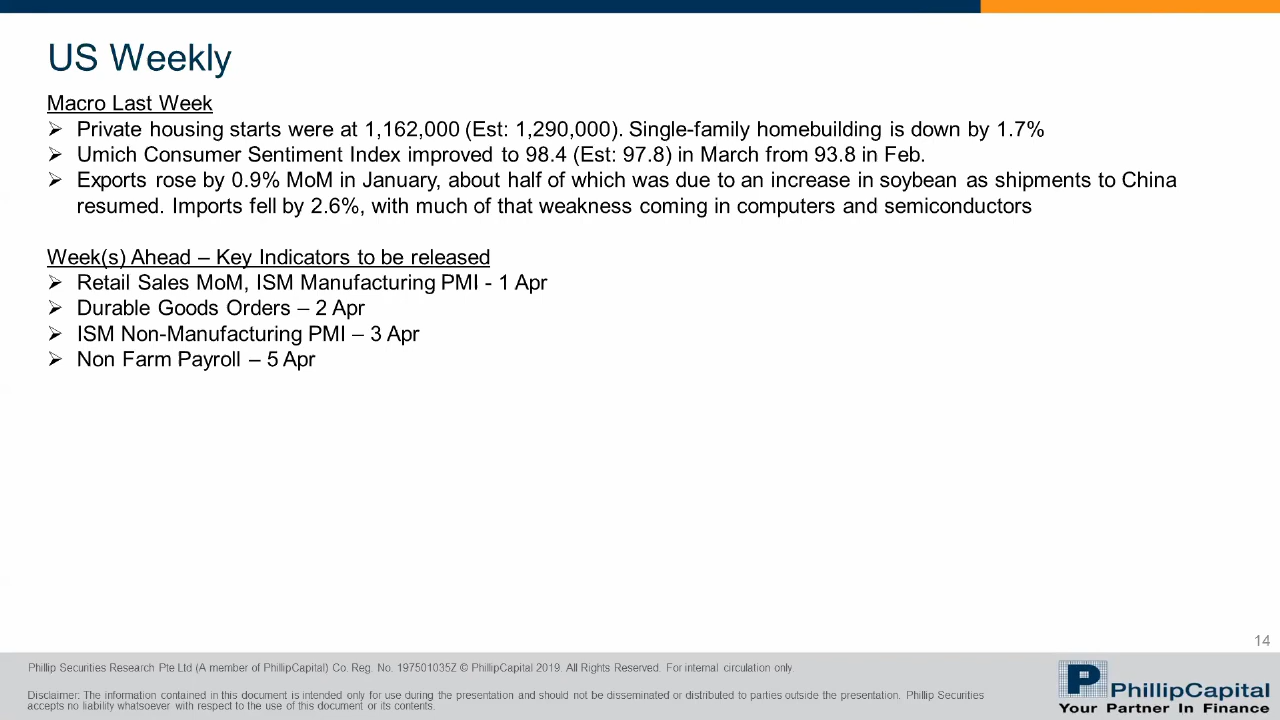 US Weekly
Macro Last Week
➢ Private housing starts were at 1,162,000 (Est: 1,290,000). Single-family homebuilding is down by 1.7%
➢ Umich Consumer Sentiment Index improved to 98.4 (Est: 97.8) in March from 93.8 in Feb.
➢ Exports rose by 0.9% MoM in January, about half of which was due to an increase in soybean as shipments to China
resumed. Imports fell by 2.6%, with much of that weakness coming in computers and semiconductors
Week(s) Ahead – Key Indicators to be released
➢ Retail Sales MoM, ISM Manufacturing PMI - 1 Apr
➢ Durable Goods Orders – 2 Apr
➢ ISM Non-Manufacturing PMI – 3 Apr
➢ Non Farm Payroll – 5 Apr
14
Phillip Securities Research Pte Ltd (A member of PhillipCapital) Co. Reg. No. 197501035Z © PhillipCapital 2019. All Rights Reserved. For internal circulation only.
Disclaimer: The information contained in this document is intended only for use during the presentation and should not be disseminated or distributed to parties outside the presentation. Phillip Securities
accepts no liability whatsoever with respect to the use of this document or its contents.
P PhillipCapital
Your Partner In Finance